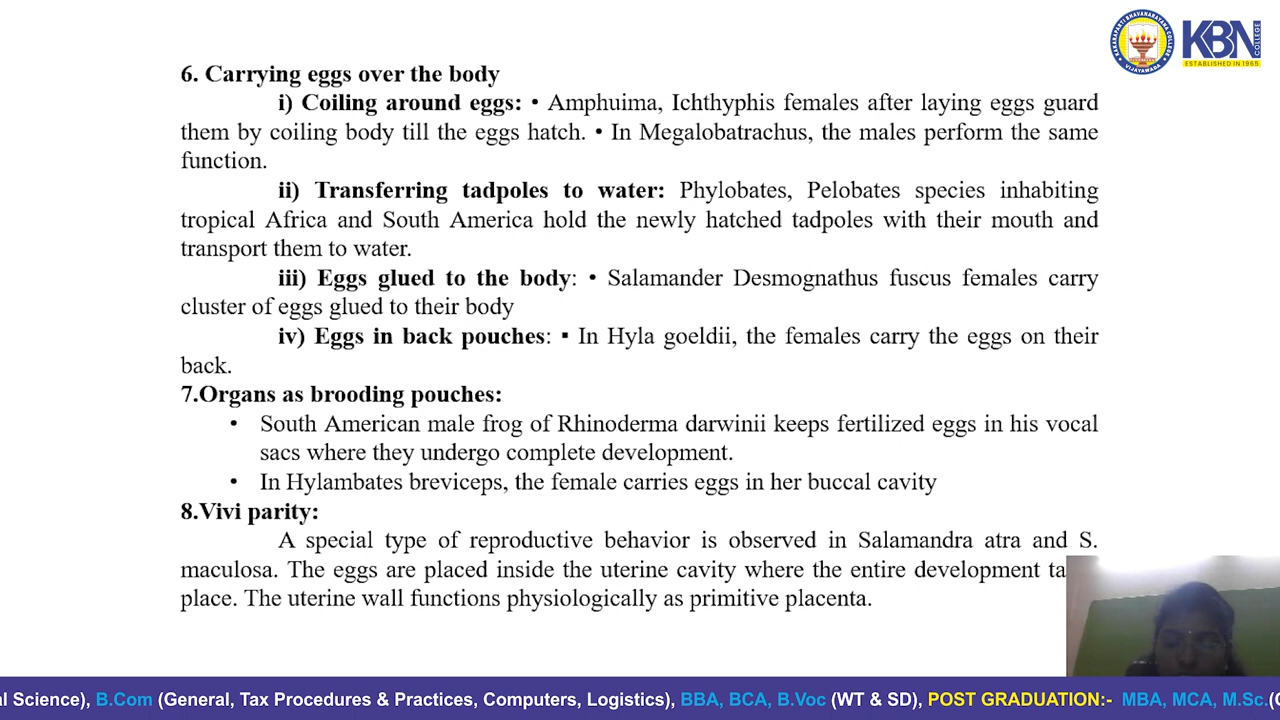 KAKARAPARTI BHAVANARAYANA COLLEGE
VIJAYAWADA
KBN
COLLEGE
ESTABLISHED IN 1965
6. Carrying eggs over the body
i) Coiling around eggs: • Amphuima, Ichthyphis females after laying eggs guard
them by coiling body till the eggs hatch. • In Megalobatrachus, the males perform the same
function.
ii) Transferring tadpoles to water: Phylobates, Pelobates species inhabiting
tropical Africa and South America hold the newly hatched tadpoles with their mouth and
transport them to water.
iii) Eggs glued to the body: • Salamander Desmognathus fuscus females carry
cluster of eggs glued to their body
iv) Eggs in back pouches: ▪ In Hyla goeldii, the females carry the eggs on their
back.
7.Organs as brooding pouches:
• South American male frog of Rhinoderma darwinii keeps fertilized eggs in his vocal
sacs where they undergo complete development.
• In Hylambates breviceps, the female carries eggs in her buccal cavity
8.Vivi parity:
A special type of reproductive behavior is observed in Salamandra atra and S.
maculosa. The eggs are placed inside the uterine cavity where the entire development ta
place. The uterine wall functions physiologically as primitive placenta.
al Science), B.Com (General, Tax Procedures & Practices, Computers, Logistics), BBA, BCA, B.Voc (WT & SD), POST GRADUATION:- MBA, MCA, M.Sc.(